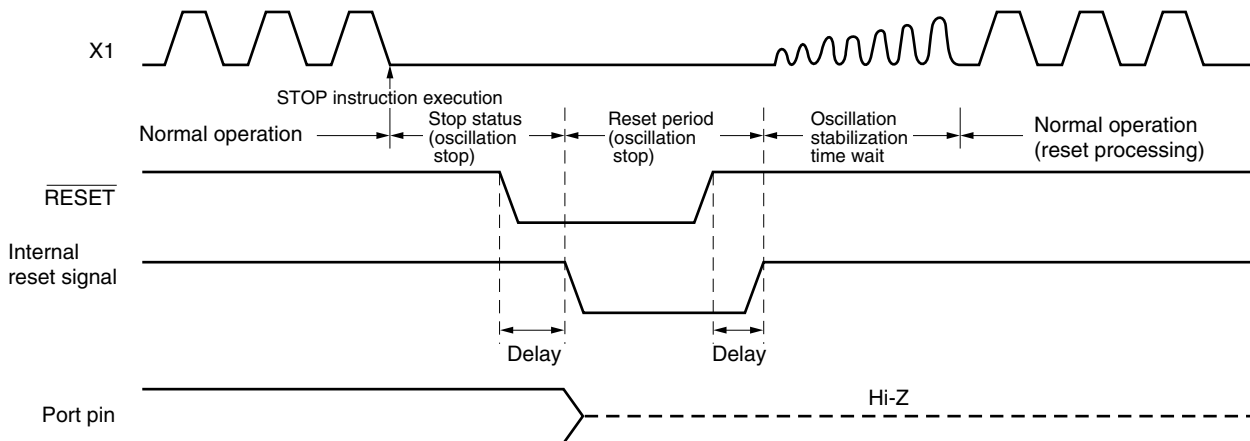 X1
STOP instruction execution
Normal operation
Stop status
(oscillation
stop)
Reset period
(oscillation
stop)
Oscillation
stabilization
time wait
Normal operation
(reset processing)
RESET
Internal
reset signal
Delay
Delay
Port pin
Hi-Z